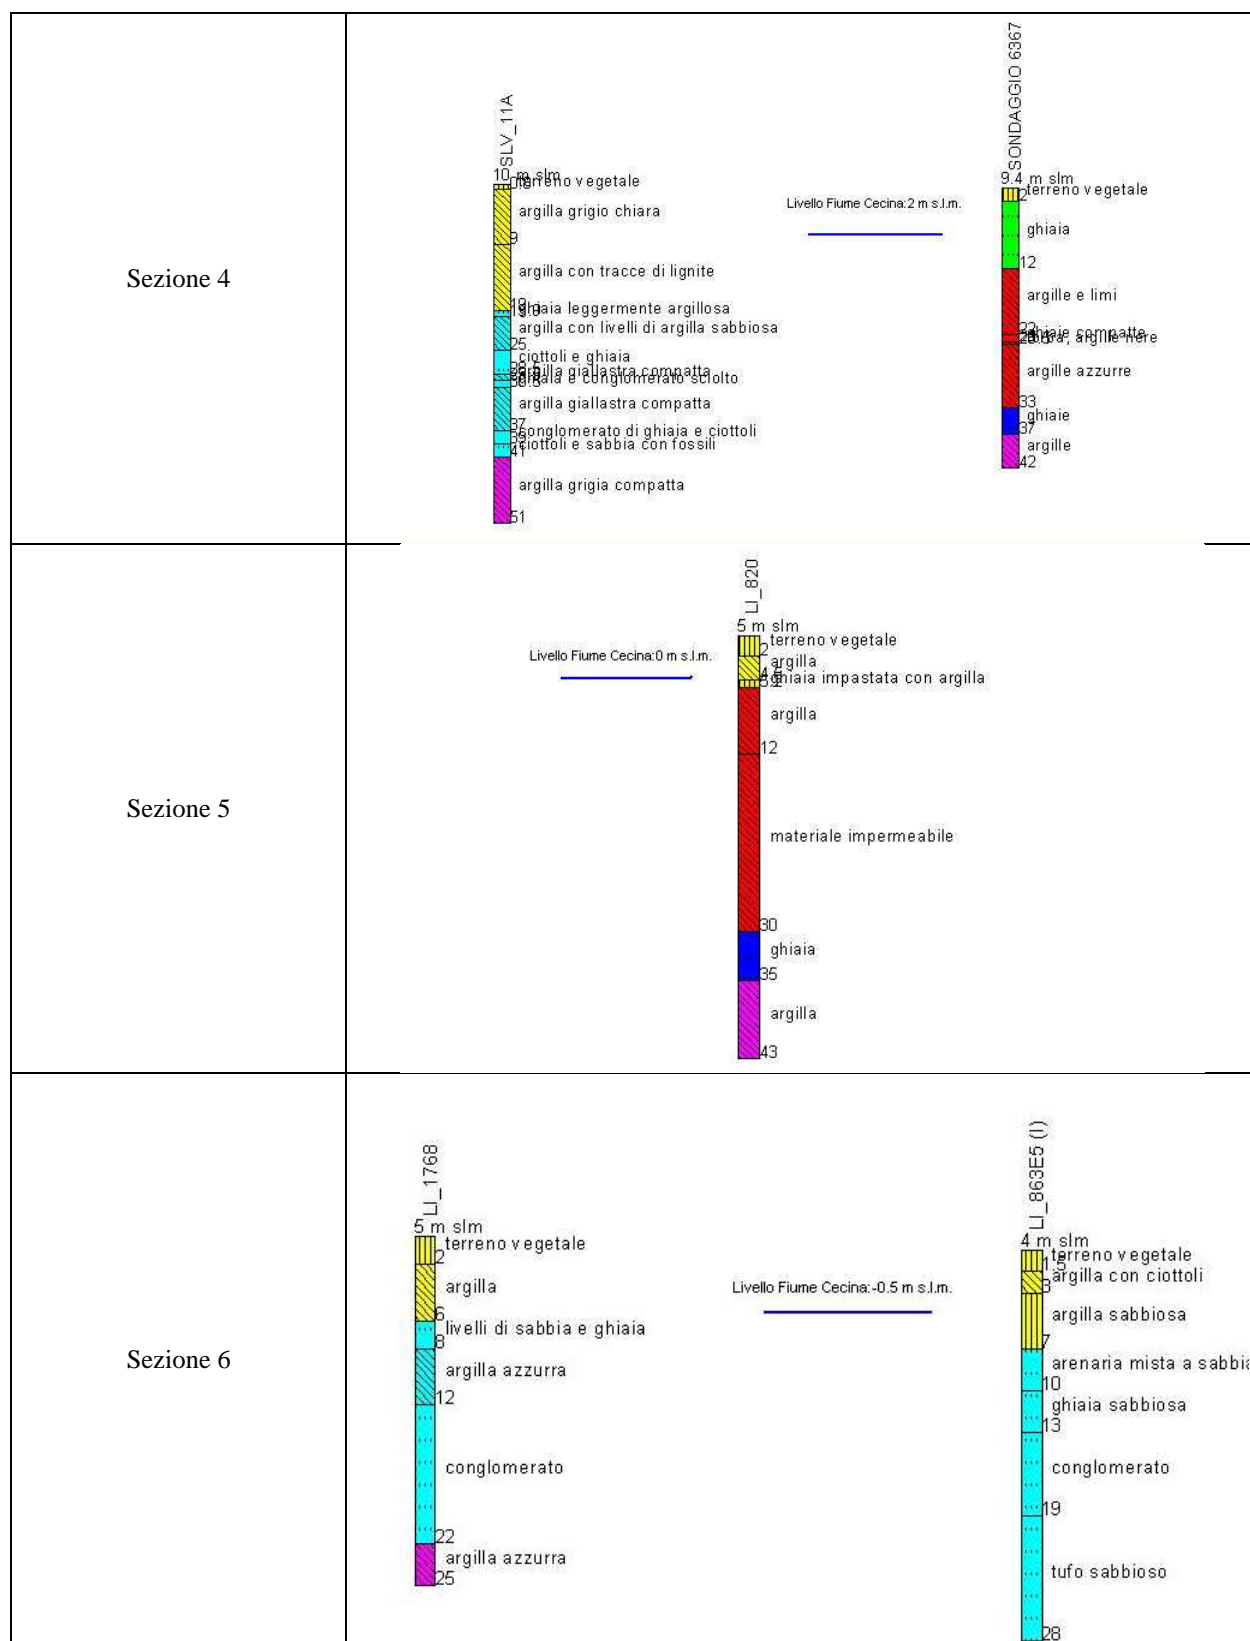 Sezione 4
SLV_11A
10 m slm
terreno vegetale
argilla grigio chiara
9
argilla con tracce di lignite
19
ghiaia leggermente argillosa
argilla con livelli di argilla sabbiosa
25
ciottoli e ghiaia
argilla giallastra compatta
ghiaia e conglomerato sciolto
argilla giallastra compatta
37
conglomerato di ghiaia e ciottoli
39
ciottoli e sabbia con fossili
41
argilla grigia compatta
51
Livello Fiume Cecina:2 m s.l.m.
SONDAGGIO 6367
9.4 m slm
terreno vegetale
2
ghiaia
12
argille e limi
22
ghiaie compatte
argille nere
argille azzurre
33
ghiaie
37
argille
42
Sezione 5
Livello Fiume Cecina:0 m s.l.m.
LI_820
5 m slm
terreno vegetale
2
argilla
ghiaia impastata con argilla
argilla
12
materiale impermeabile
30
ghiaia
35
argilla
43
Sezione 6
LI_1768
5 m slm
terreno vegetale
2
argilla
6
livelli di sabbia e ghiaia
8
argilla azzurra
12
conglomerato
22
argilla azzurra
25
Livello Fiume Cecina:-0.5 m s.l.m.
LI_863E5 (I)
4 m slm
terreno vegetale
1.5
argilla con ciottoli
3
argilla sabbiosa
7
arenaria mista a sabbia
10
ghiaia sabbiosa
13
conglomerato
19
tufo sabbioso
28